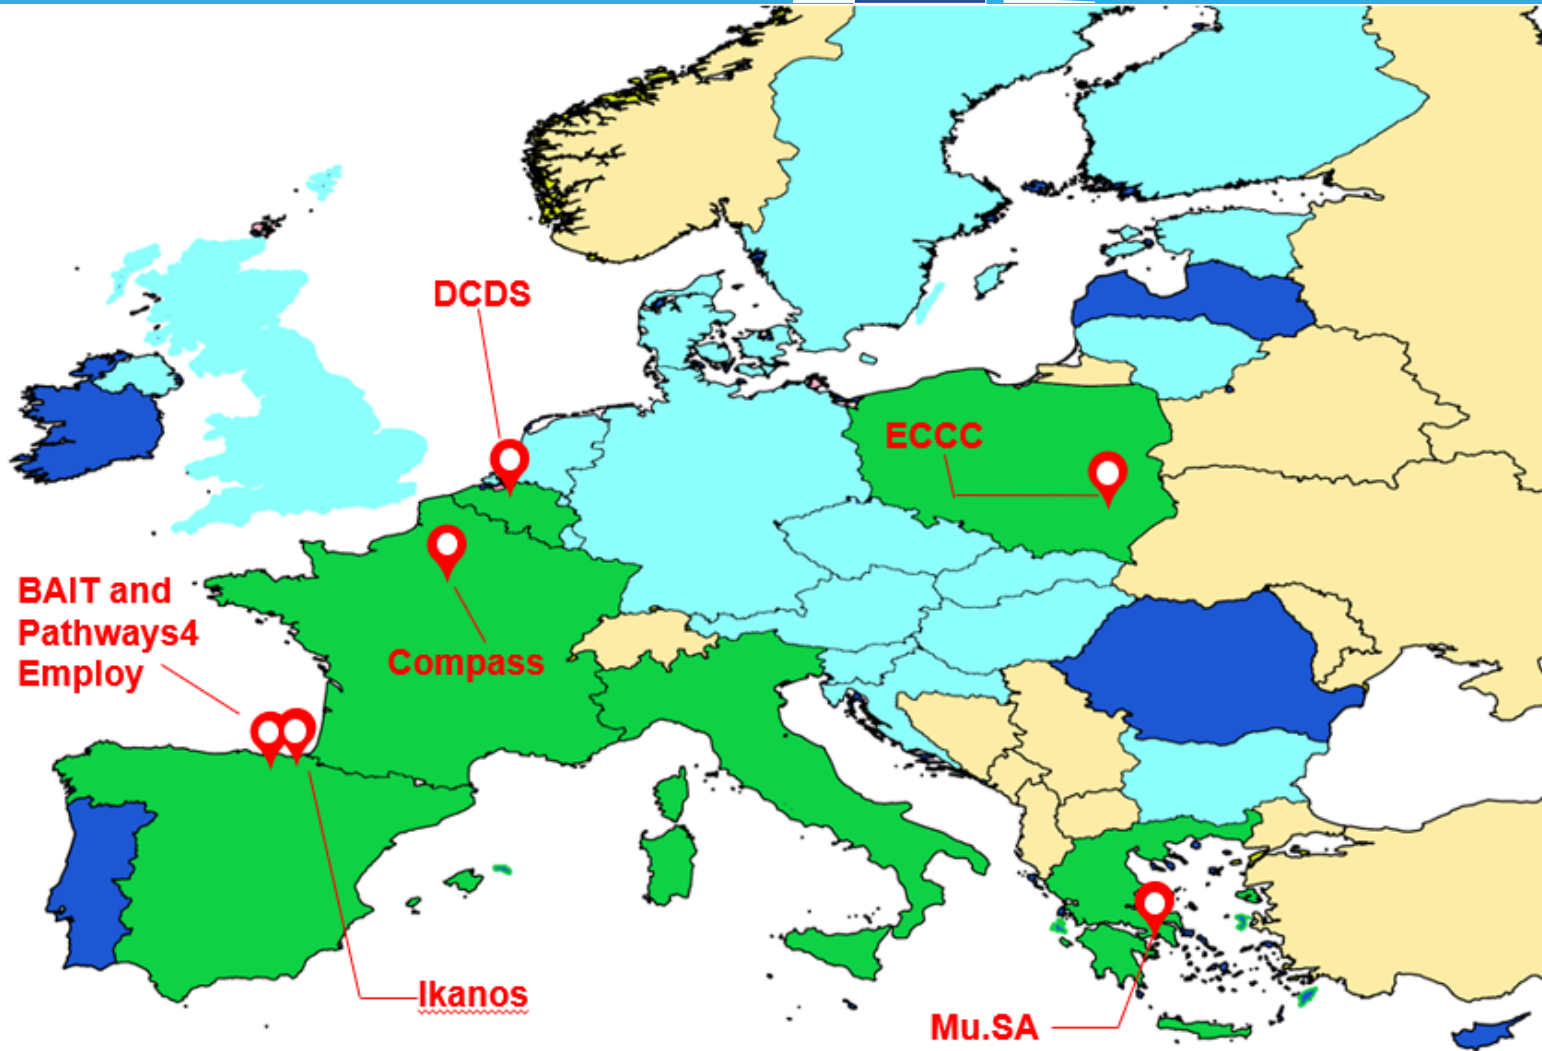 DCDS
ECCC
BAIT and
Pathways4
Employ
Compass
Ikanos
Mu.SA